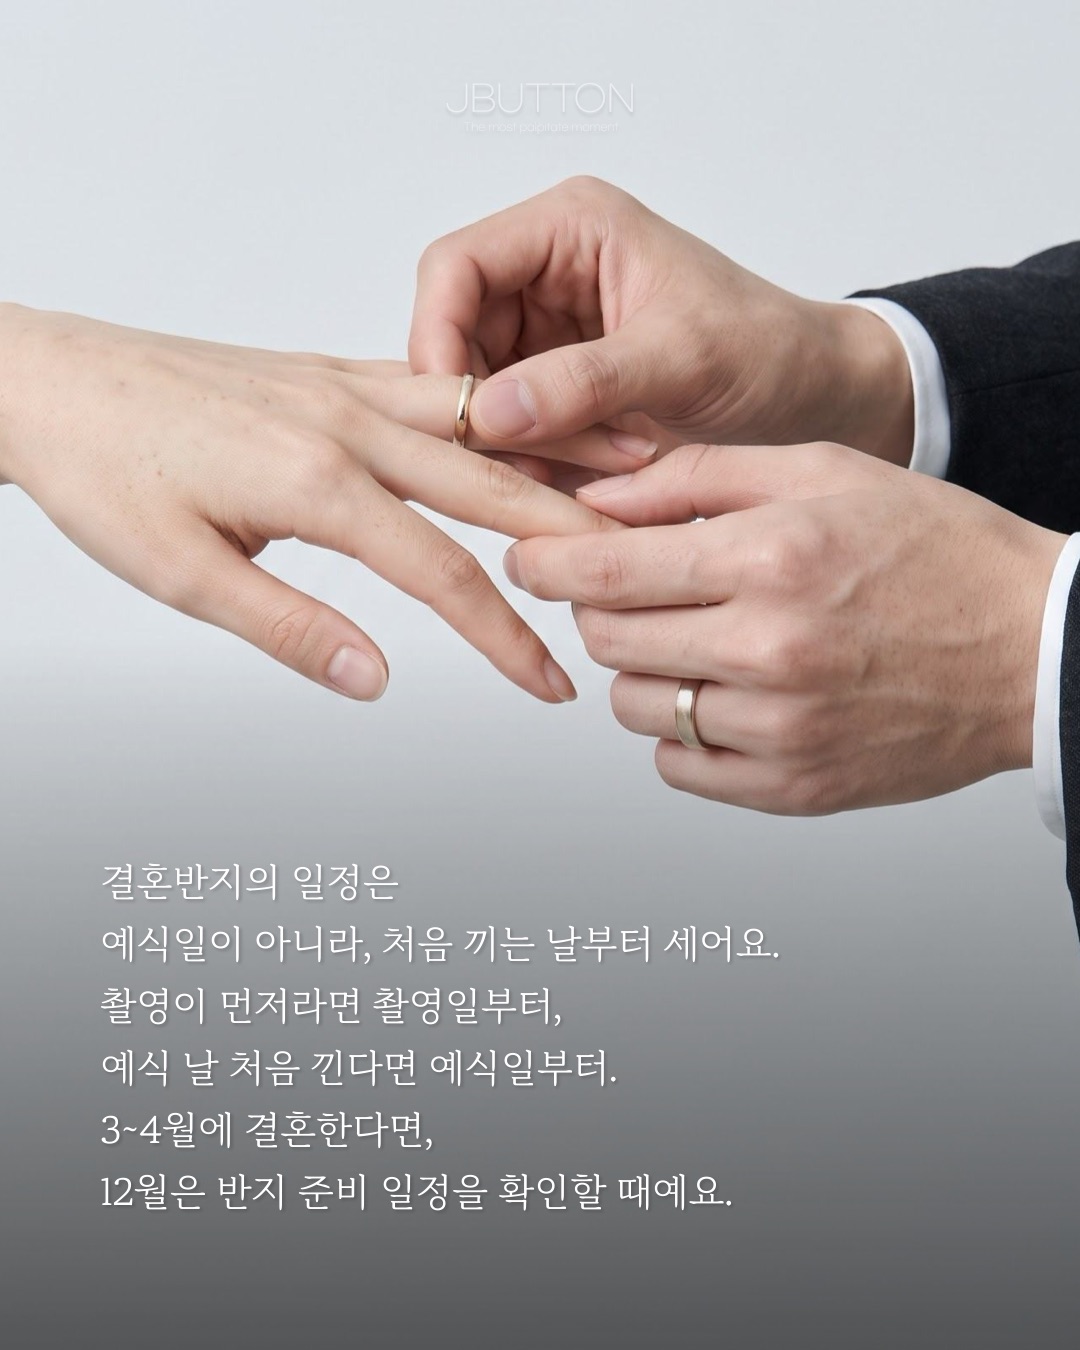 JBUTTON
The most palpitate moment
결혼반지의 일정은
예식일이 아니라, 처음 끼는 날부터 세어요.
촬영이 먼저라면 촬영일부터,
예식 날 처음 낀다면 예식일부터.
3~4월에 결혼한다면,
12월은 반지 준비 일정을 확인할 때예요.